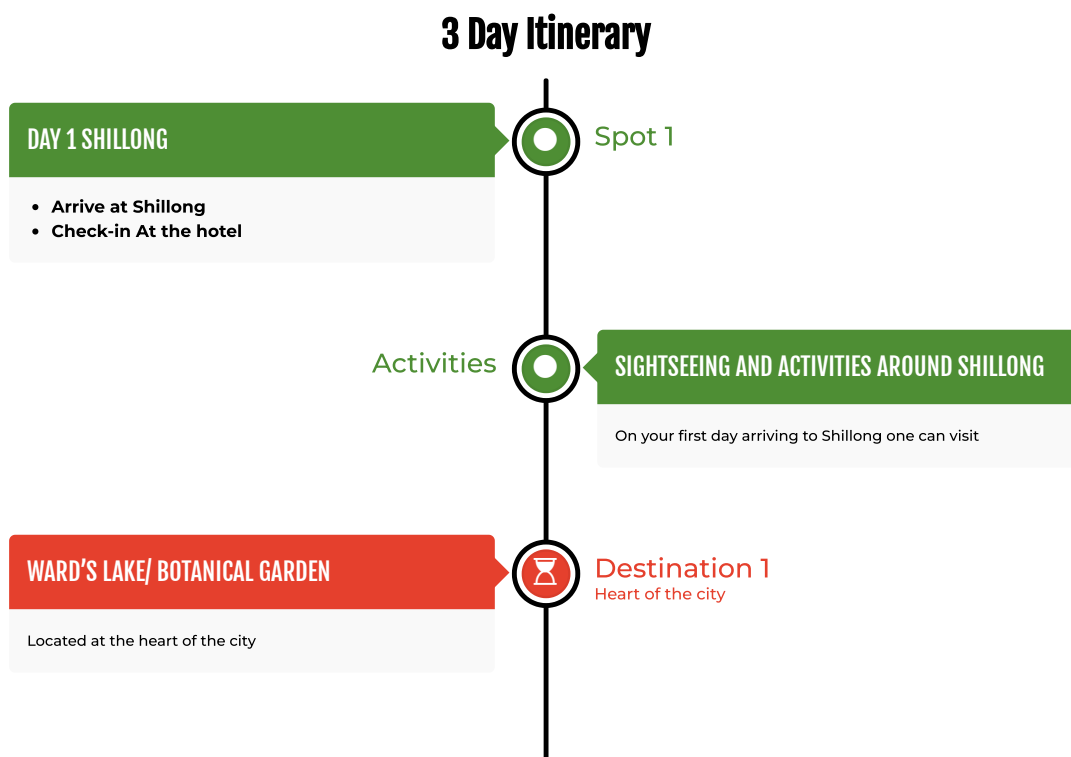 3 Day Itinerary
DAY 1 SHILLONG
Spot 1
• Arrive at Shillong
• Check-in At the hotel
Activities
SIGHTSEEING AND ACTIVITIES AROUND SHILLONG
On your first day arriving to Shillong one can visit
WARD’S LAKE/ BOTANICAL GARDEN
Destination 1
Heart of the city
Located at the heart of the city